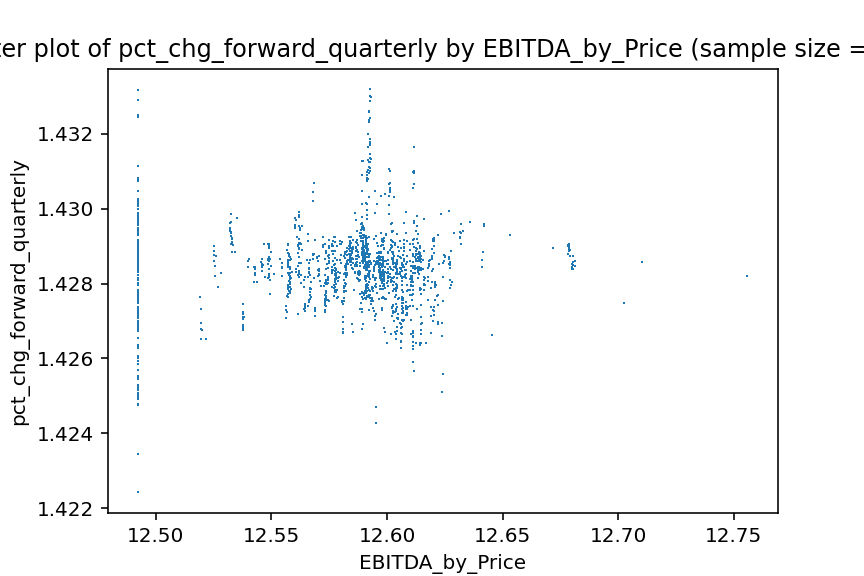 plot of pct_chg_forward_quarterly by EBITDA_by_Price (sample size =
1.432
1.430
1.428
1.426
1.424
1.422
pct_chg_forward_quarterly
12.50 12.55 12.60 12.65 12.70 12.75
EBITDA_by_Price